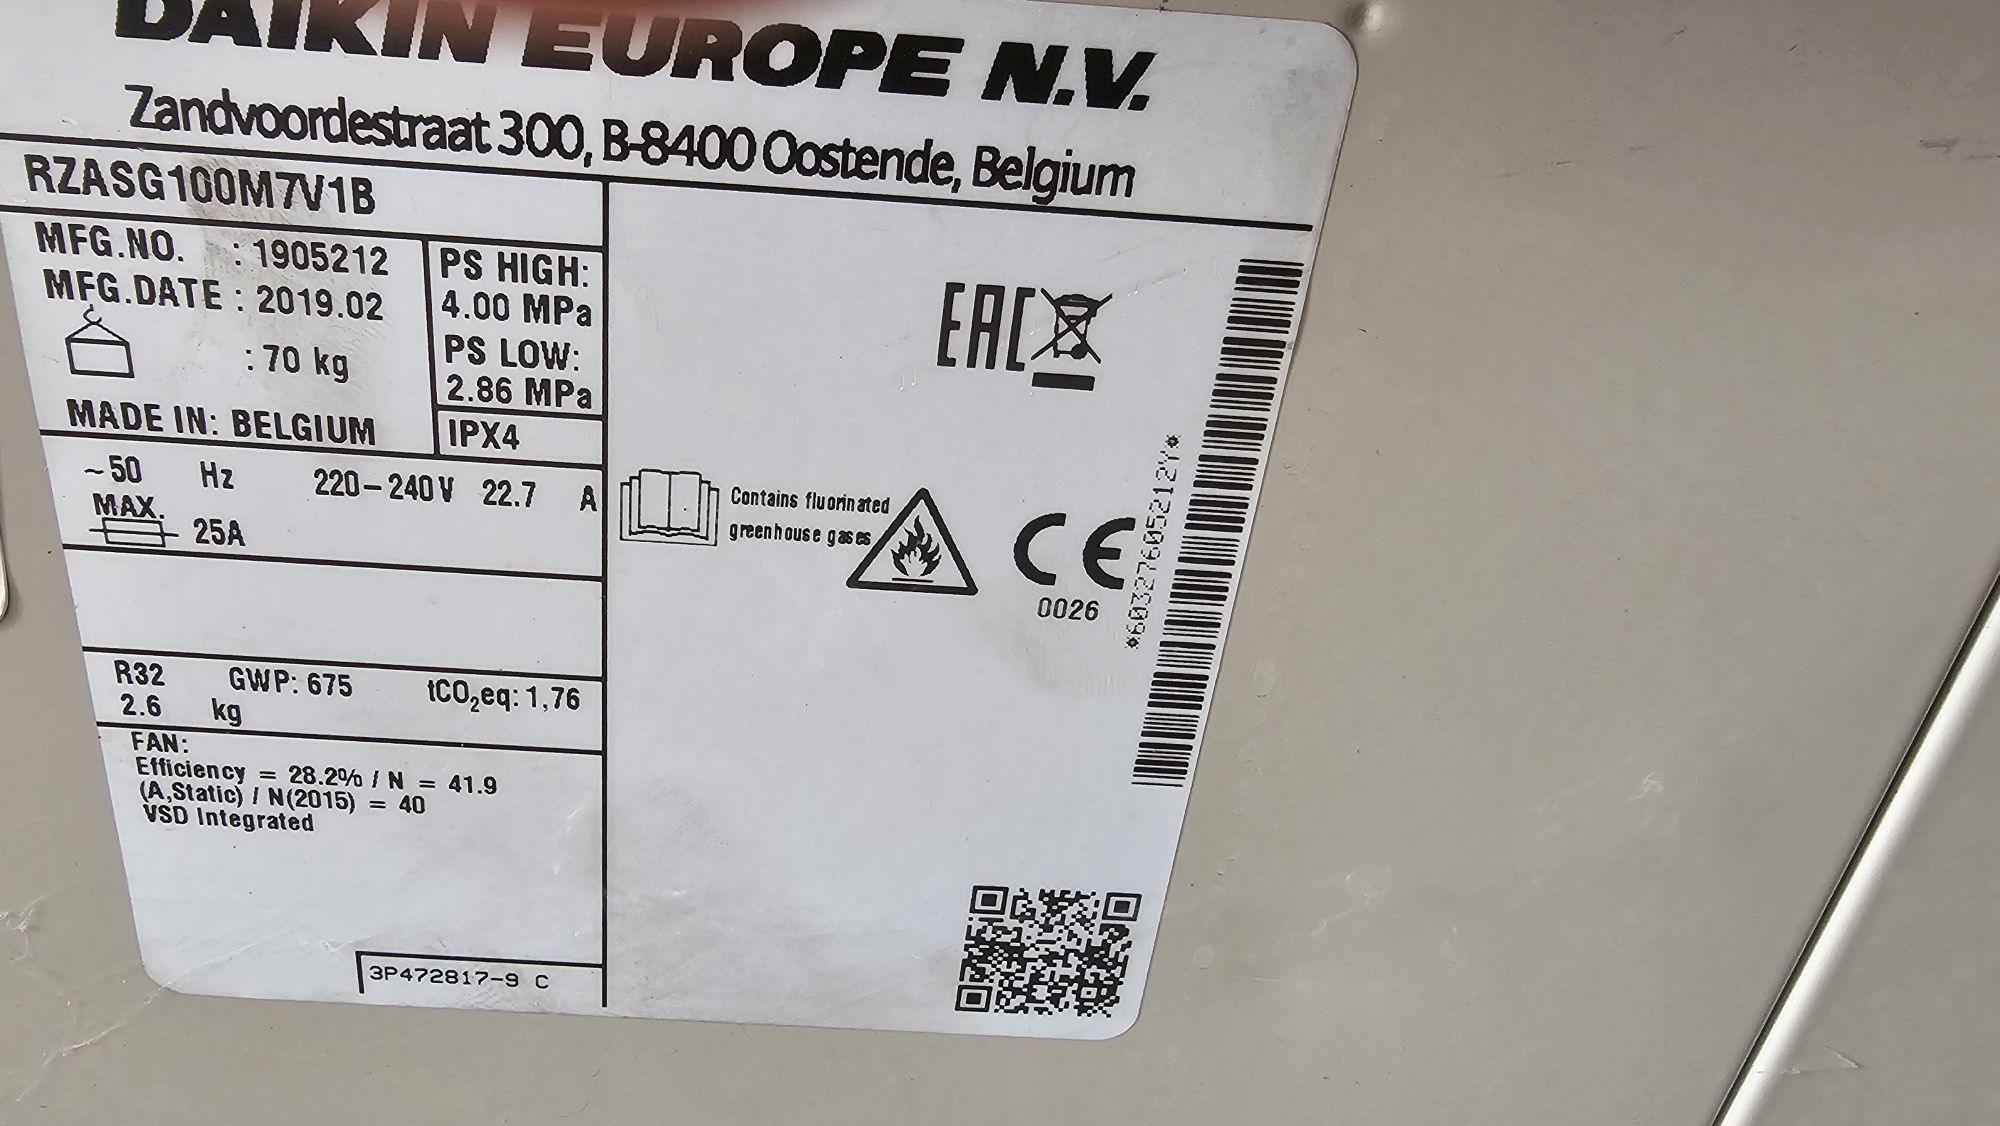 DAIKIN EUROPE N.V.
Zandvoordestraat 300, B-8400 Oostende, Belgium
RZASG100M7V1B
MFG.NO. : 1905212
MFG.DATE : 2019.02
: 70 kg
MADE IN: BELGIUM
PS HIGH:
4.00 MPa
PS LOW:
2.86 MPa
IPX4
~50 Hz 220-240V 22.7 A
MAX.
25A
R32 GWP: 675 tCO₂eq: 1,76
2.6 kg
FAN:
Efficiency = 28.2% / N = 41.9
(A,Static) / N(2015) = 40
VSD Integrated
3P472817-9 C
EAC
Contains fluorinated
greenhouse gases
CE
0026
*60327605212Y*